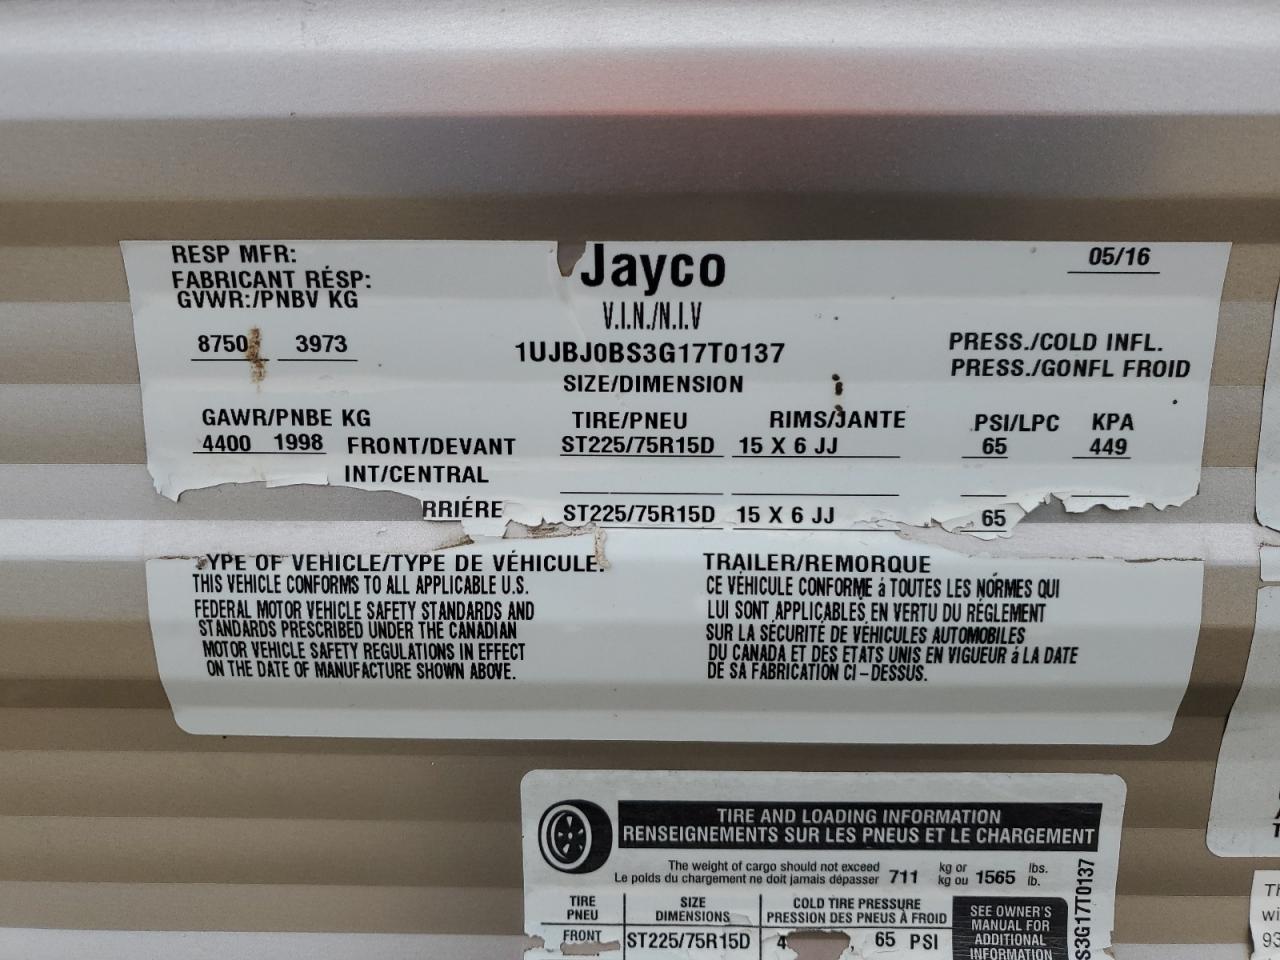 RESP MFR:
FABRICANT RÉSP:
GVWR:/PNBV KG
Jayco
05/16
V.I.N./N.I.V
8750 3973
1UJBJ0BS3G17T0137
PRESS./COLD INFL.
PRESS./GONFL FROID
SIZE/DIMENSION
GAWR/PNBE KG TIRE/PNEU RIMS/JANTE PSI/LPC KPA
4400 1998 FRONT/DEVANT ST225/75R15D 15 X 6 JJ 65 449
INT/CENTRAL
RRIÉRE ST225/75R15D 15 X 6 JJ 65
TYPE OF VEHICLE/TYPE DE VÉHICULE: TRAILER/REMORQUE
THIS VEHICLE CONFORMS TO ALL APPLICABLE U.S.
FEDERAL MOTOR VEHICLE SAFETY STANDARDS AND
STANDARDS PRESCRIBED UNDER THE CANADIAN
MOTOR VEHICLE SAFETY REGULATIONS IN EFFECT
ON THE DATE OF MANUFACTURE SHOWN ABOVE.
CE VÉHICULE CONFORME á TOUTES LES NORMES QUI
LUI SONT APPLICABLES EN VERTU DU RÉGLEMENT
SUR LA SÉCURITÉ DE VÉHICULES AUTOMOBILES
DU CANADA ET DES ETATS UNIS EN VIGUEUR á LA DATE
DE SA FABRICATION CI-DESSUS.
TIRE AND LOADING INFORMATION
RENSEIGNEMENTS SUR LES PNEUS ET LE CHARGEMENT
The weight of cargo should not exceed 711 kg or 1565 lbs.
Le poids du chargement ne doit jamais dépasser kg ou lb.
TIRE
PNEU
SIZE
DIMENSIONS
COLD TIRE PRESSURE
PRESSION DES PNEUS À FROID
SEE OWNER'S
MANUAL FOR
ADDITIONAL
INFORMATION
FRONT ST225/75R15D 4 65 PSI
S3G17T0137